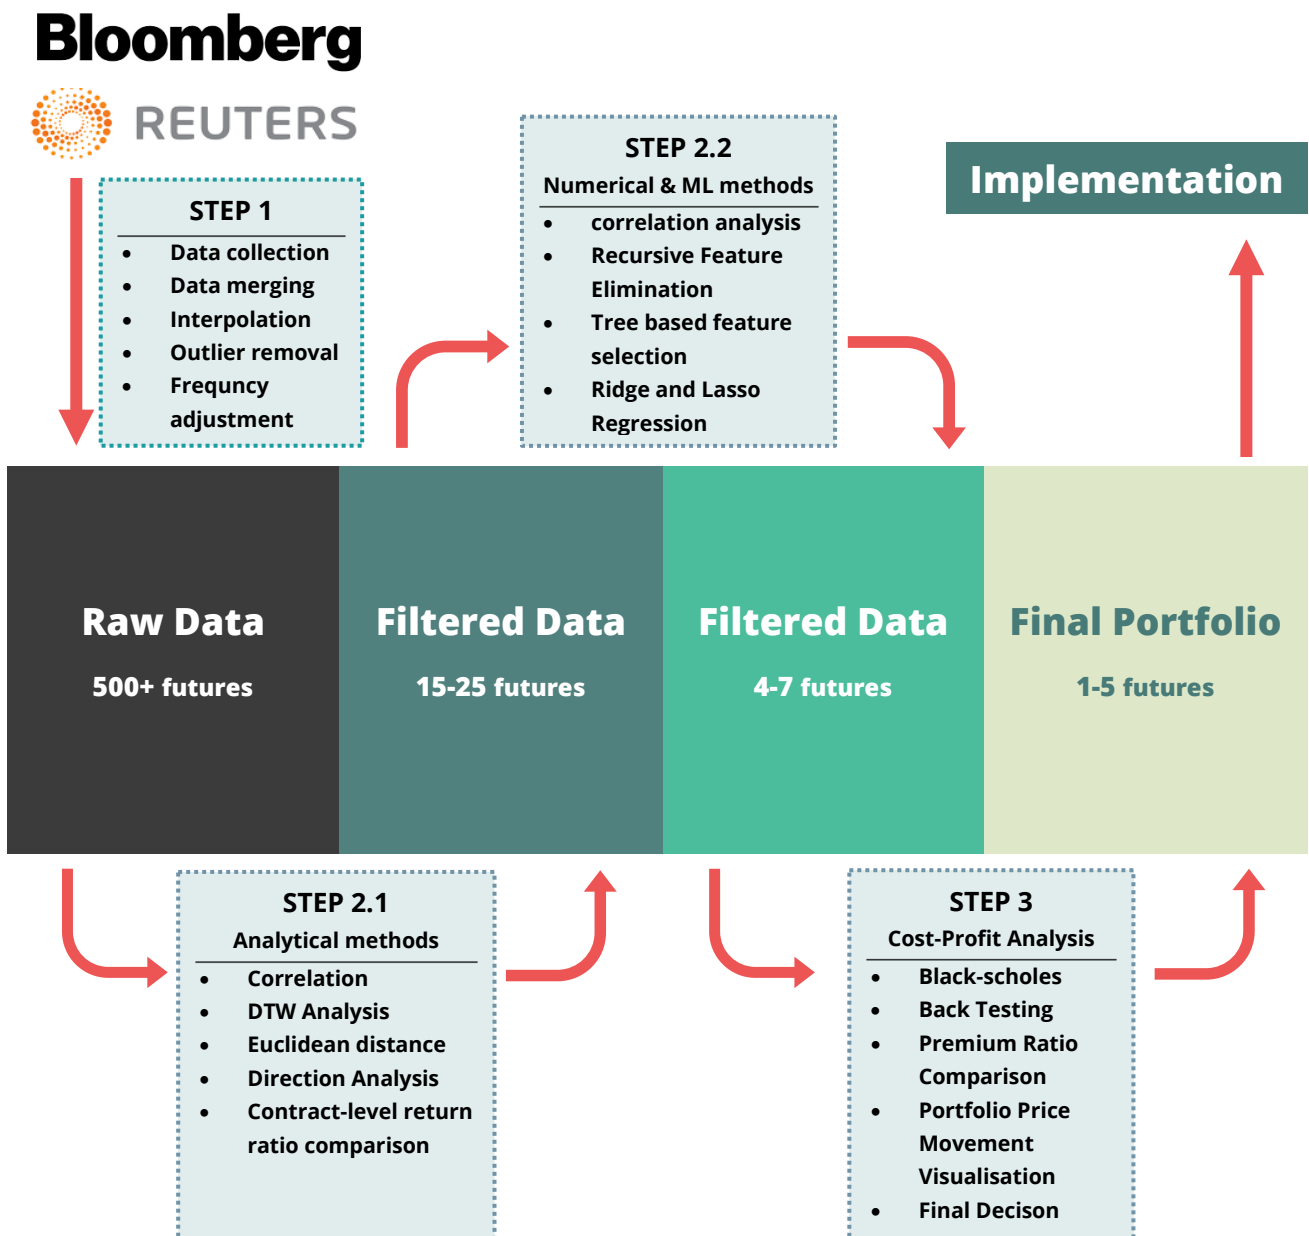 Bloomberg
REUTERS
STEP 1
• Data collection
• Data merging
• Interpolation
• Outlier removal
• Frequncy
adjustment
STEP 2.2
Numerical & ML methods
• correlation analysis
• Recursive Feature
Elimination
• Tree based feature
selection
• Ridge and Lasso
Regression
Implementation
Raw Data
500+ futures
Filtered Data
15-25 futures
Filtered Data
4-7 futures
Final Portfolio
1-5 futures
STEP 2.1
Analytical methods
• Correlation
• DTW Analysis
• Euclidean distance
• Direction Analysis
• Contract-level return
ratio comparison
STEP 3
Cost-Profit Analysis
• Black-scholes
• Back Testing
• Premium Ratio
Comparison
• Portfolio Price
Movement
Visualisation
• Final Decison